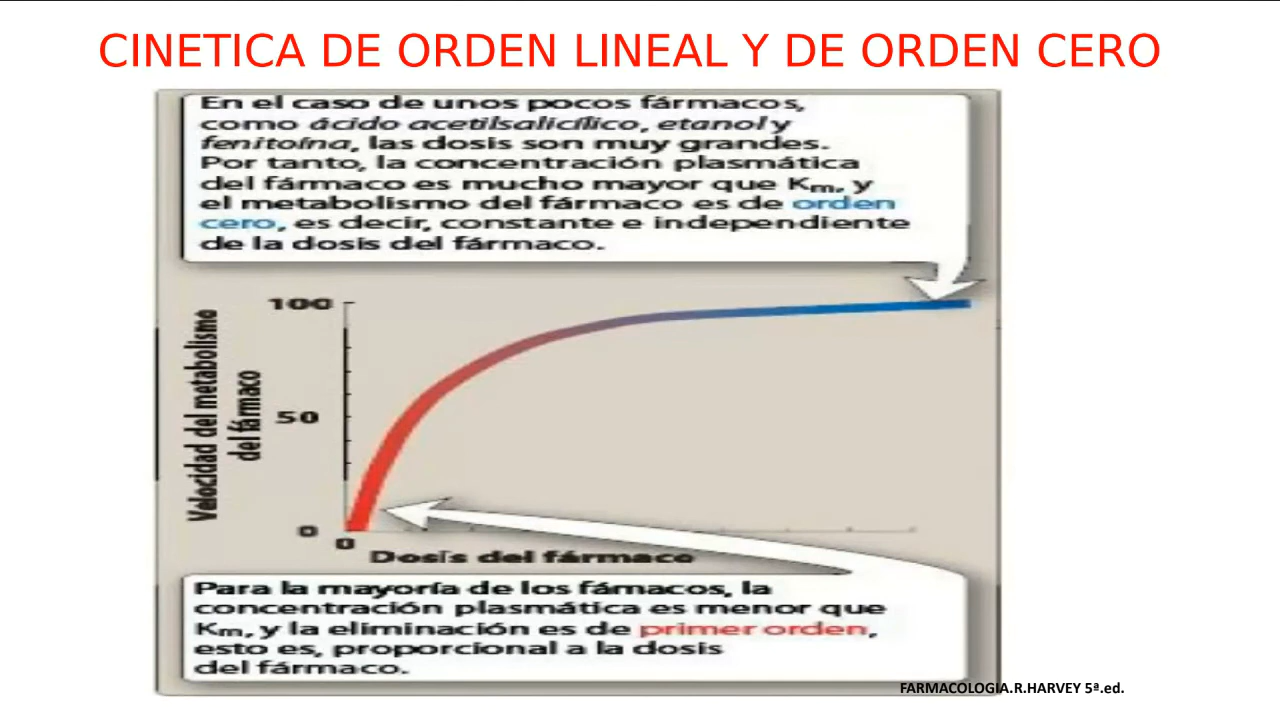 CINETICA DE ORDEN LINEAL Y DE ORDEN CERO
En el caso de unos pocos fármacos,
como ácido acetilsalicílico, etanol y
fenitoína, las dosis son muy grandes.
Por tanto, la concentración plasmática
del fármaco es mucho mayor que Km, y
el metabolismo del fármaco es de orden
cero, es decir, constante e independiente
de la dosis del fármaco.
100
Velocidad del metabolismo
del fármaco
50
0
0
Dosis del fármaco
Para la mayoría de los fámacos, la
concentración plasmática es menor que
Km, y la eliminación es de primer orden,
esto es, proporcional a la dosis
del fármaco.
FARMACOLOGIA.R.HARVEY 5ª.ed.